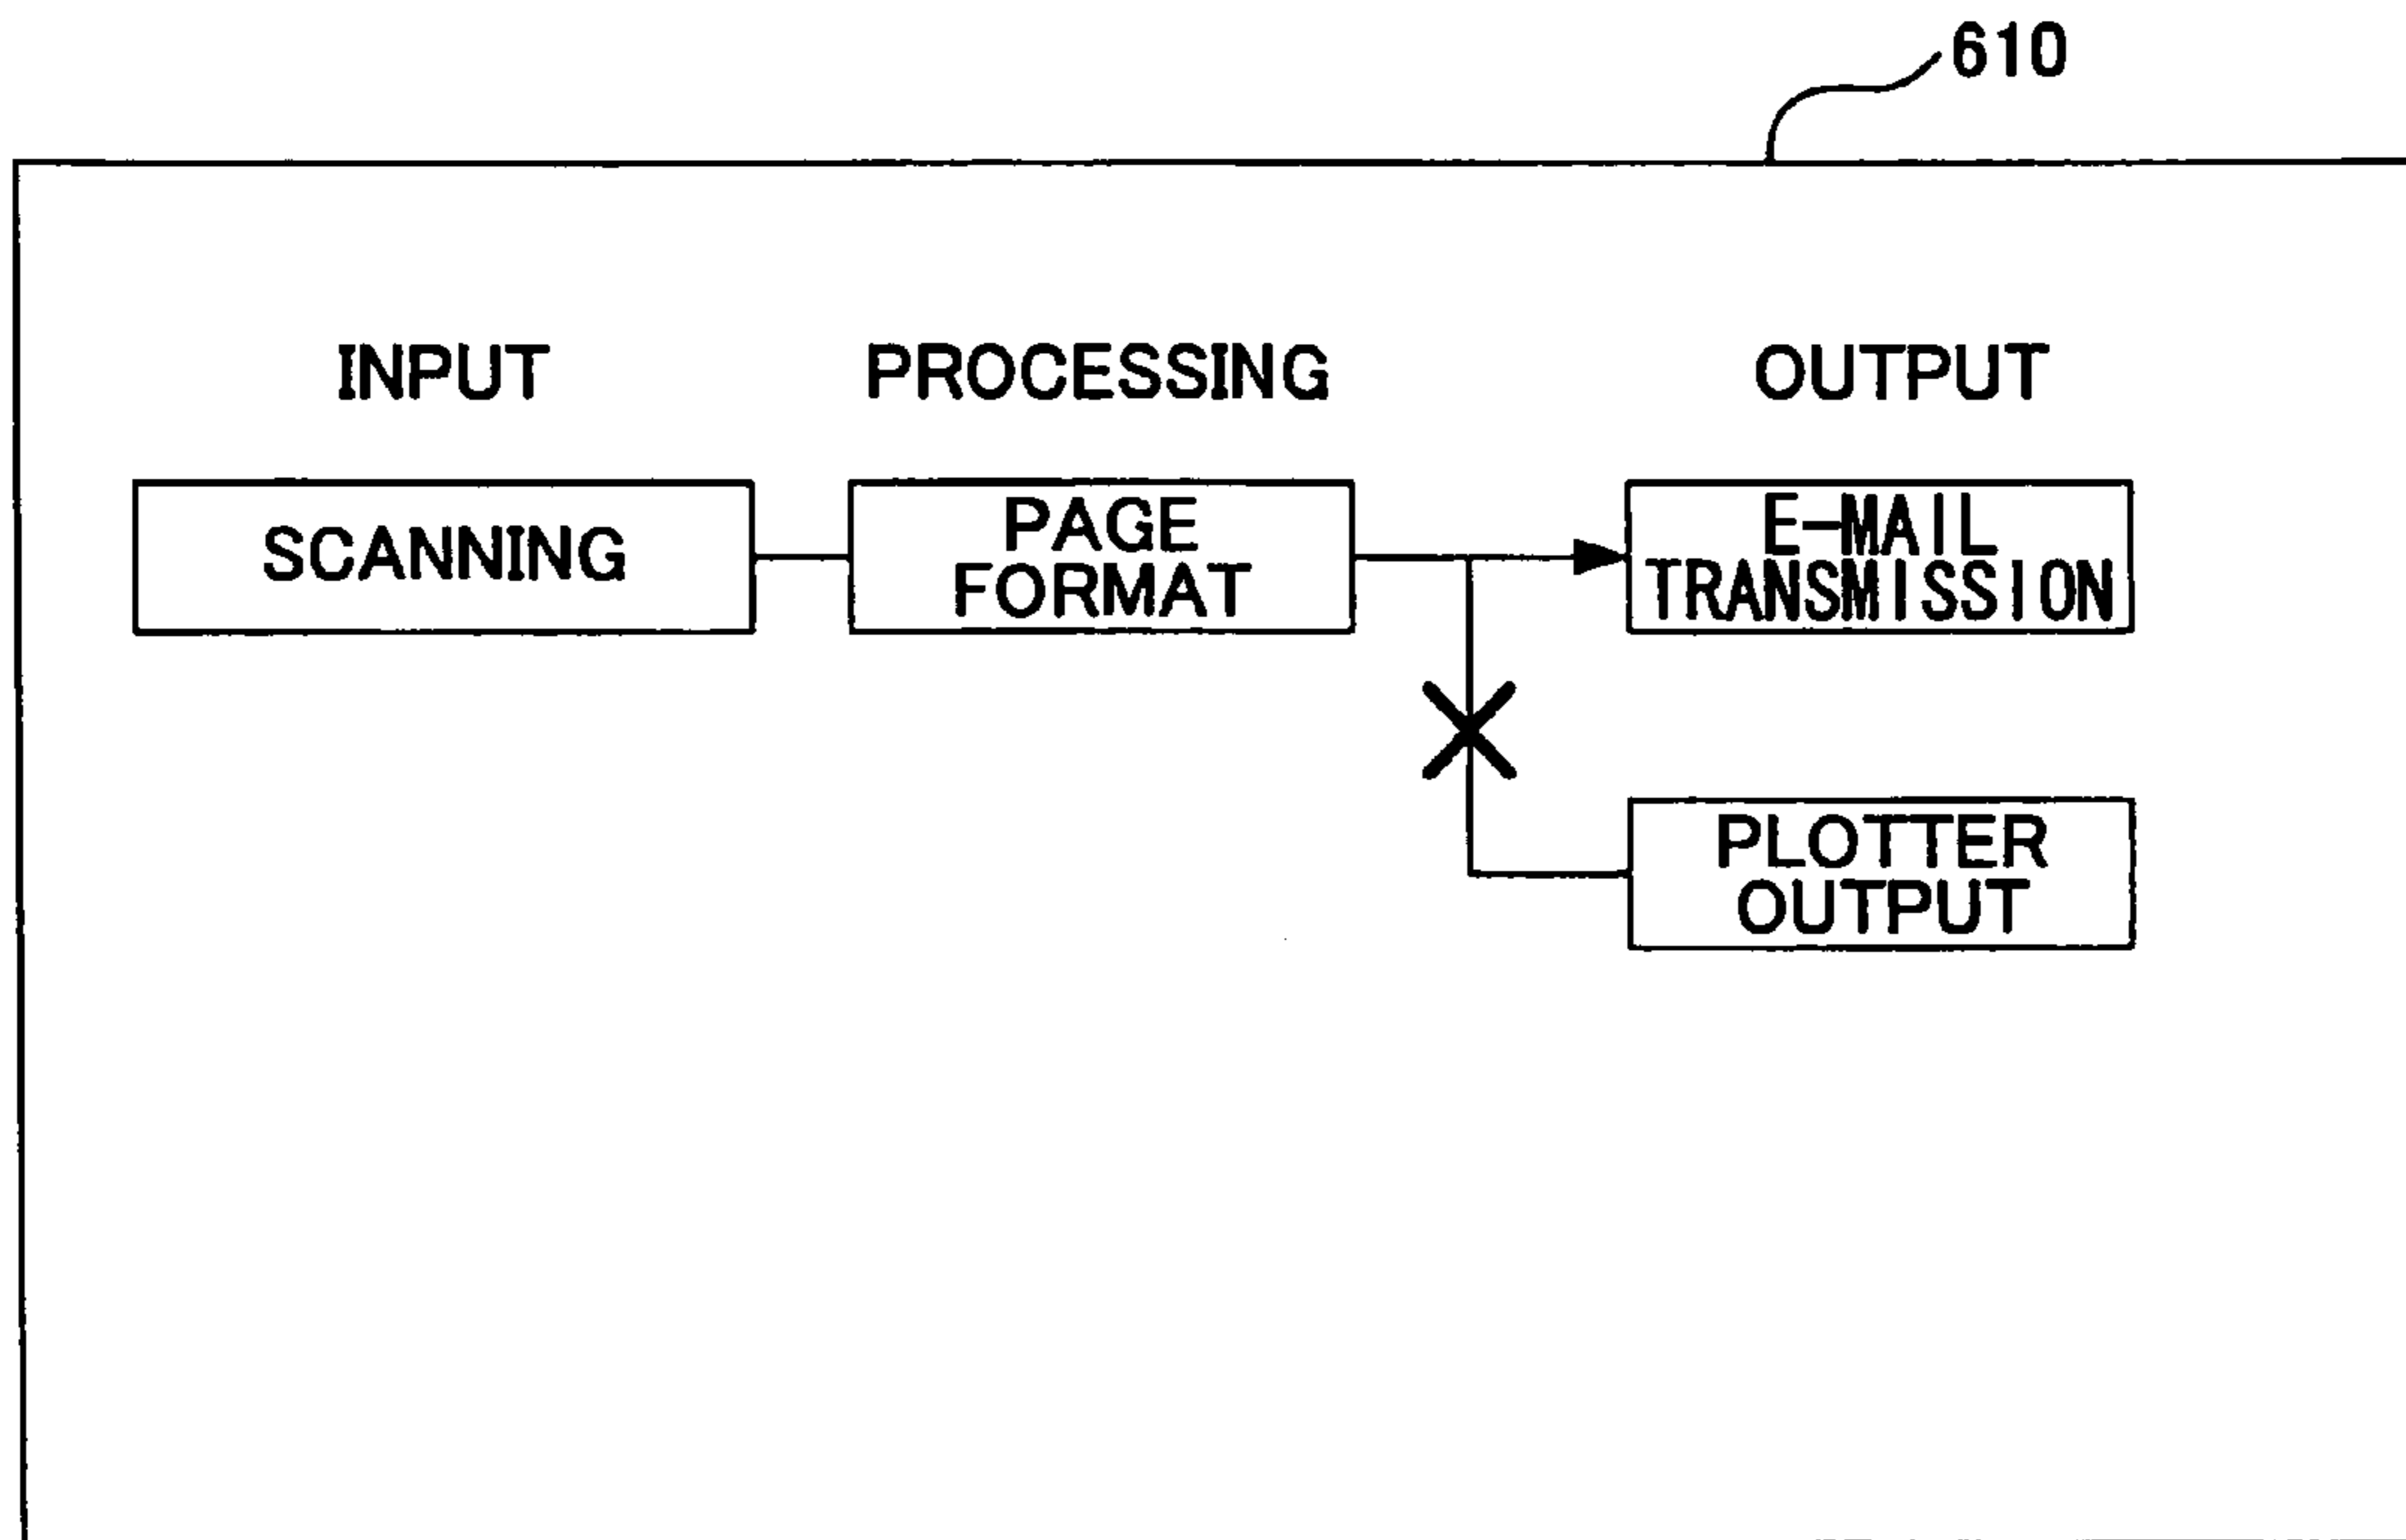 610
INPUT
PROCESSING
OUTPUT
SCANNING
PAGE
FORMAT
E-MAIL
TRANSMISSION
PLOTTER
OUTPUT